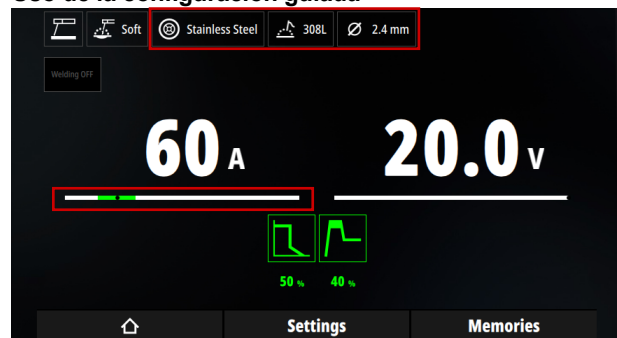 Uso de la configuración guiada
Soft Stainless Steel 308L Ø 2.4 mm
Welding OFF
60 A 20.0 V
50 % 40 %
Settings Memories